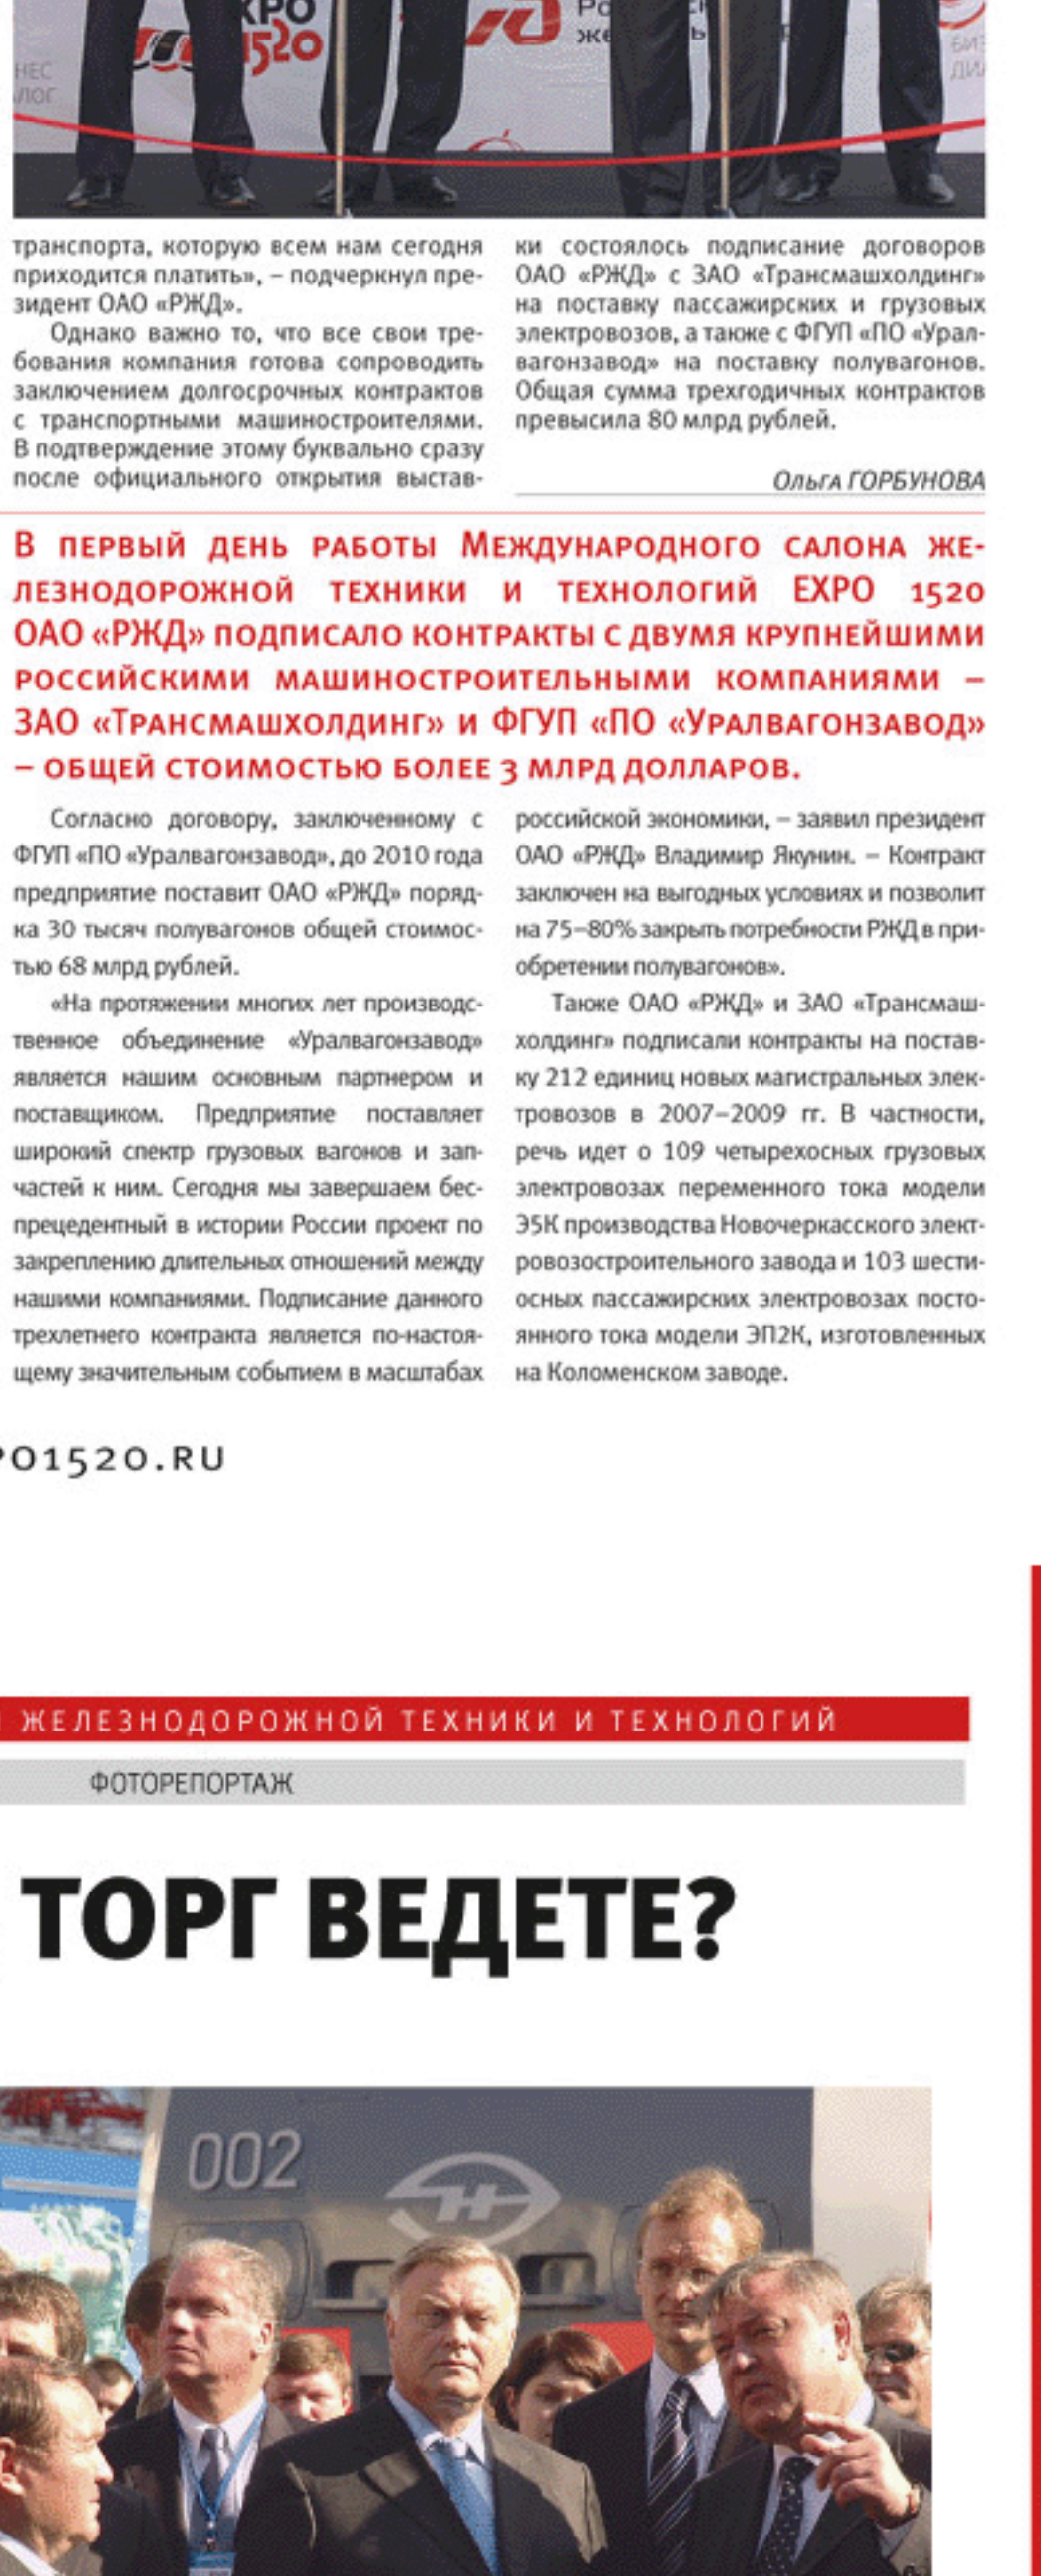 1520
НЕС
транспорта, которую всем нам сегодня
приходится платить», – подчеркнул пре-
зидент ОАО «РЖД».
Однако важно то, что все свои тре-
бования компания готова сопроводить
заключением долгосрочных контрактов
с транспортными машиностроителями.
В подтверждение этому буквально сразу
после официального открытия выстав-
ки состоялось подписание договоров
ОАО «РЖД» с ЗАО «Трансмашхолдинг»
на поставку пассажирских и грузовых
электровозов, а также с ФГУП «ПО «Урал-
вагонзавод» на поставку полувагонов.
Общая сумма трехгодичных контрактов
превысила 80 млрд рублей.
Ольга ГОРБУНОВА
В ПЕРВЫЙ ДЕНЬ РАБОТЫ МЕЖДУНАРОДНОГО САЛОНА ЖЕ-
ЛЕЗНОДОРОЖНОЙ ТЕХНИКИ И ТЕХНОЛОГИЙ EXPO 1520
ОАО «РЖД» ПОДПИСАЛО КОНТРАКТЫ С ДВУМЯ КРУПНЕЙШИМИ
РОССИЙСКИМИ МАШИНОСТРОИТЕЛЬНЫМИ КОМПАНИЯМИ –
ЗАО «ТРАНСМАШХОЛДИНГ» И ФГУП «ПО «УРАЛВАГОНЗАВОД»
– ОБЩЕЙ СТОИМОСТЬЮ БОЛЕЕ 3 МЛРД ДОЛЛАРОВ.
Согласно договору, заключенному с
ФГУП «ПО «Уралвагонзавод», до 2010 года
предприятие поставит ОАО «РЖД» поряд-
ка 30 тысяч полувагонов общей стоимос-
тью 68 млрд рублей.
«На протяжении многих лет производс-
твенное объединение «Уралвагонзавод»
является нашим основным партнером и
поставщиком. Предприятие поставляет
широкий спектр грузовых вагонов и зап-
частей к ним. Сегодня мы завершаем бес-
прецедентный в истории России проект по
закреплению длительных отношений между
нашими компаниями. Подписание данного
трехлетнего контракта является по-настоя-
щему значительным событием в масштабах
российской экономики, – заявил президент
ОАО «РЖД» Владимир Якунин. – Контракт
заключен на выгодных условиях и позволит
на 75–80% закрыть потребности РЖД в при-
обретении полувагонов».
Также ОАО «РЖД» и ЗАО «Трансмаш-
холдинг» подписали контракты на постав-
ку 212 единиц новых магистральных элек-
тровозов в 2007–2009 гг. В частности,
речь идет о 109 четырехосных грузовых
электровозах переменного тока модели
Э5К производства Новочеркасского элект-
ровозостроительного завода и 103 шести-
осных пассажирских электровозах посто-
янного тока модели ЭП2К, изготовленных
на Коломенском заводе.
PO1520.RU
ЖЕЛЕЗНОДОРОЖНОЙ ТЕХНИКИ И ТЕХНОЛОГИЙ
ФОТОРЕПОРТАЖ
ТОРГ ВЕДЕТЕ?
002